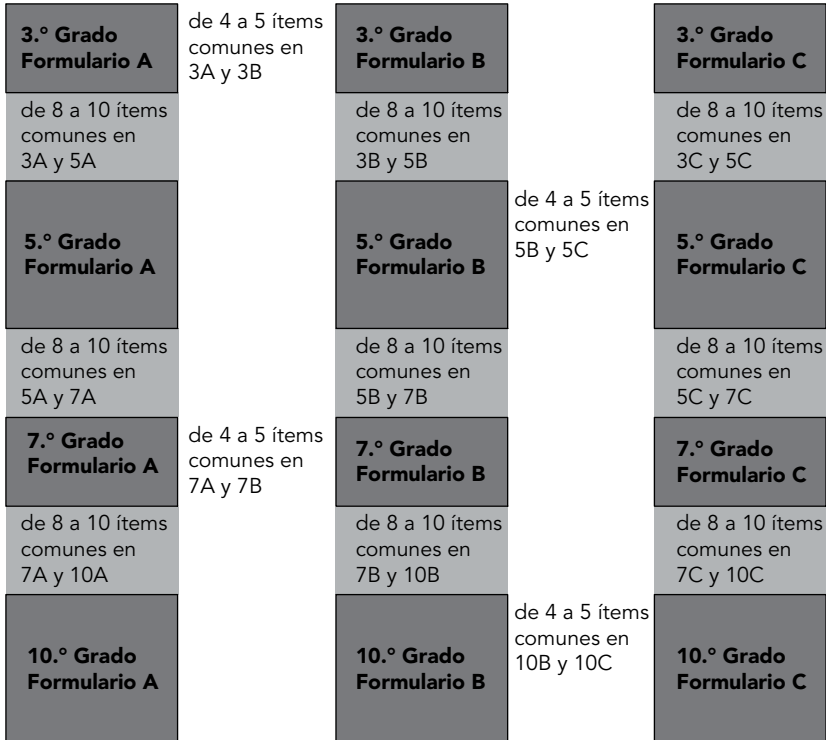 3.º Grado
Formulario A
de 4 a 5 ítems
comunes en
3A y 3B
3.º Grado
Formulario B
3.º Grado
Formulario C
de 8 a 10 ítems
comunes en
3A y 5A
de 8 a 10 ítems
comunes en
3B y 5B
de 8 a 10 ítems
comunes en
3C y 5C
5.º Grado
Formulario A
5.º Grado
Formulario B
de 4 a 5 ítems
comunes en
5B y 5C
5.º Grado
Formulario C
de 8 a 10 ítems
comunes en
5A y 7A
de 8 a 10 ítems
comunes en
5B y 7B
de 8 a 10 ítems
comunes en
5C y 7C
7.º Grado
Formulario A
de 4 a 5 ítems
comunes en
7A y 7B
7.º Grado
Formulario B
7.º Grado
Formulario C
de 8 a 10 ítems
comunes en
7A y 10A
de 8 a 10 ítems
comunes en
7B y 10B
de 8 a 10 ítems
comunes en
7C y 10C
10.º Grado
Formulario A
10.º Grado
Formulario B
de 4 a 5 ítems
comunes en
10B y 10C
10.º Grado
Formulario C